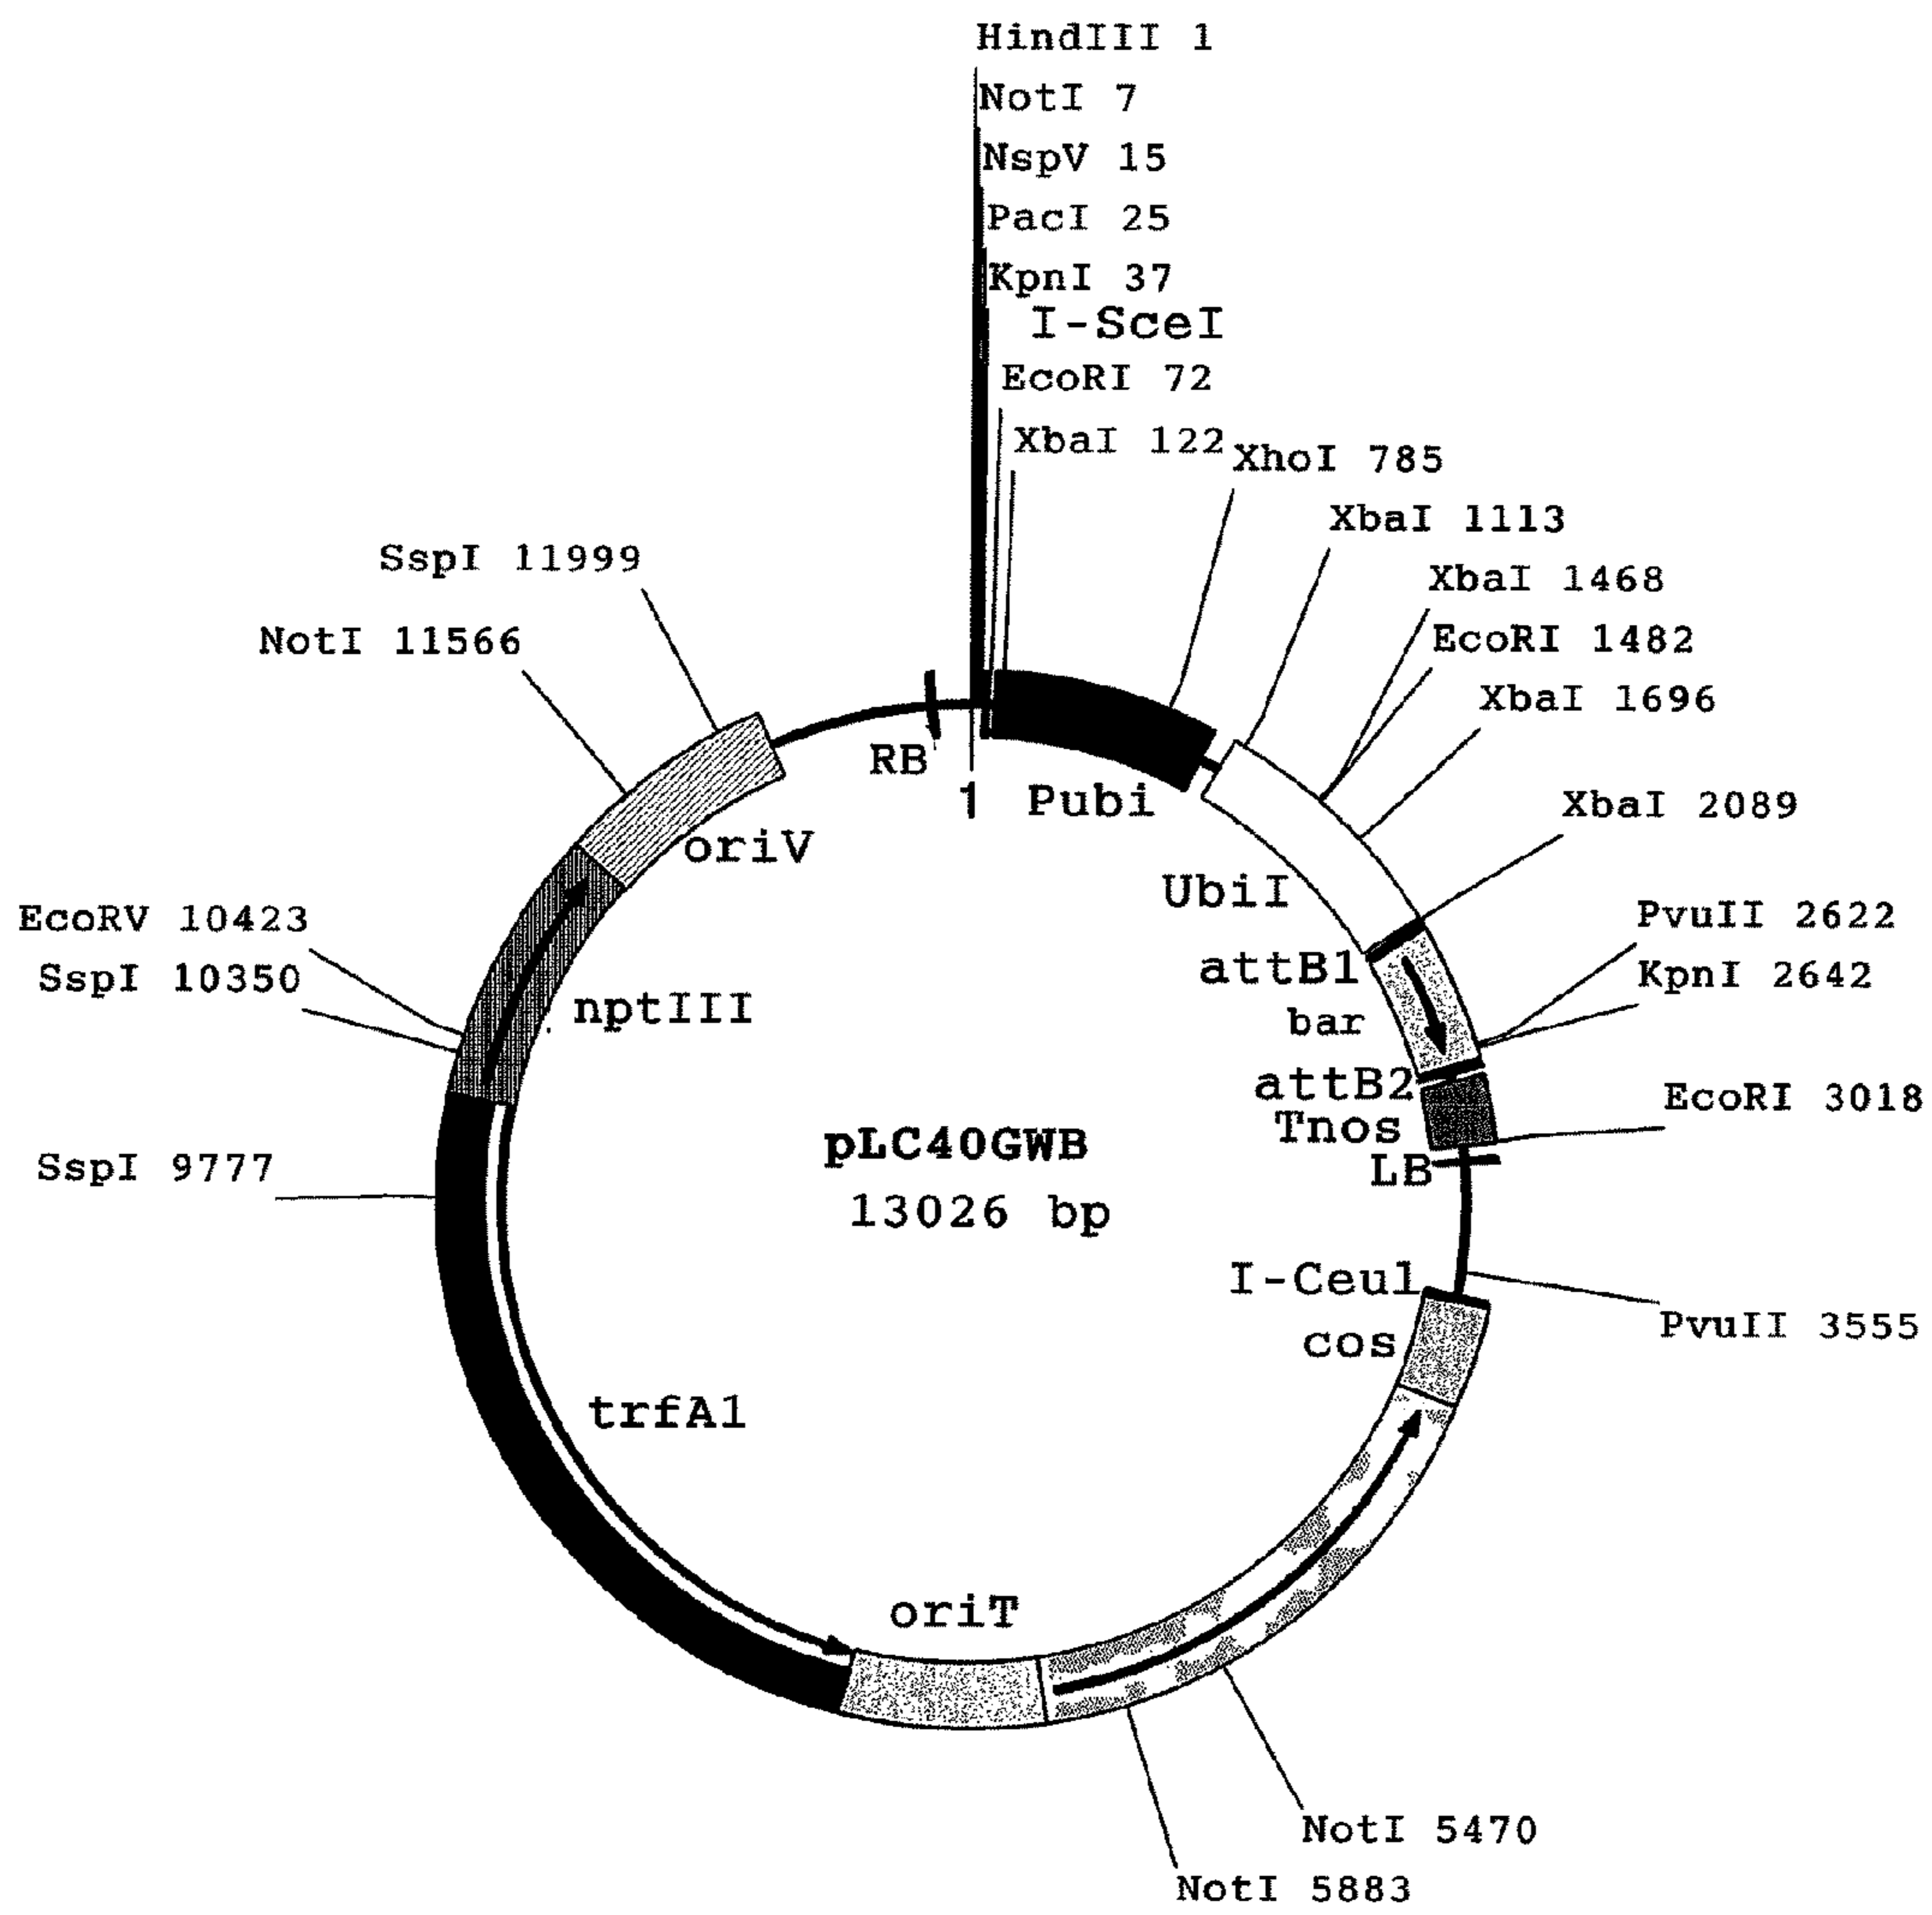 HindIII 1
NotI 7
NspV 15
PacI 25
KpnI 37
I-SceI
EcoRI 72
XbaI 122
XhoI 785
XbaI 1113
XbaI 1468
EcoRI 1482
XbaI 1696
XbaI 2089
PvuII 2622
KpnI 2642
EcoRI 3018
PvuII 3555
NotI 5470
NotI 5883
SspI 9777
SspI 10350
EcoRV 10423
NotI 11566
SspI 11999
RB
1
Pubi
UbiI
attB1
bar
attB2
Tnos
LB
I-Ceul
cos
oriT
trfA1
nptIII
oriV
pLC40GWB
13026 bp